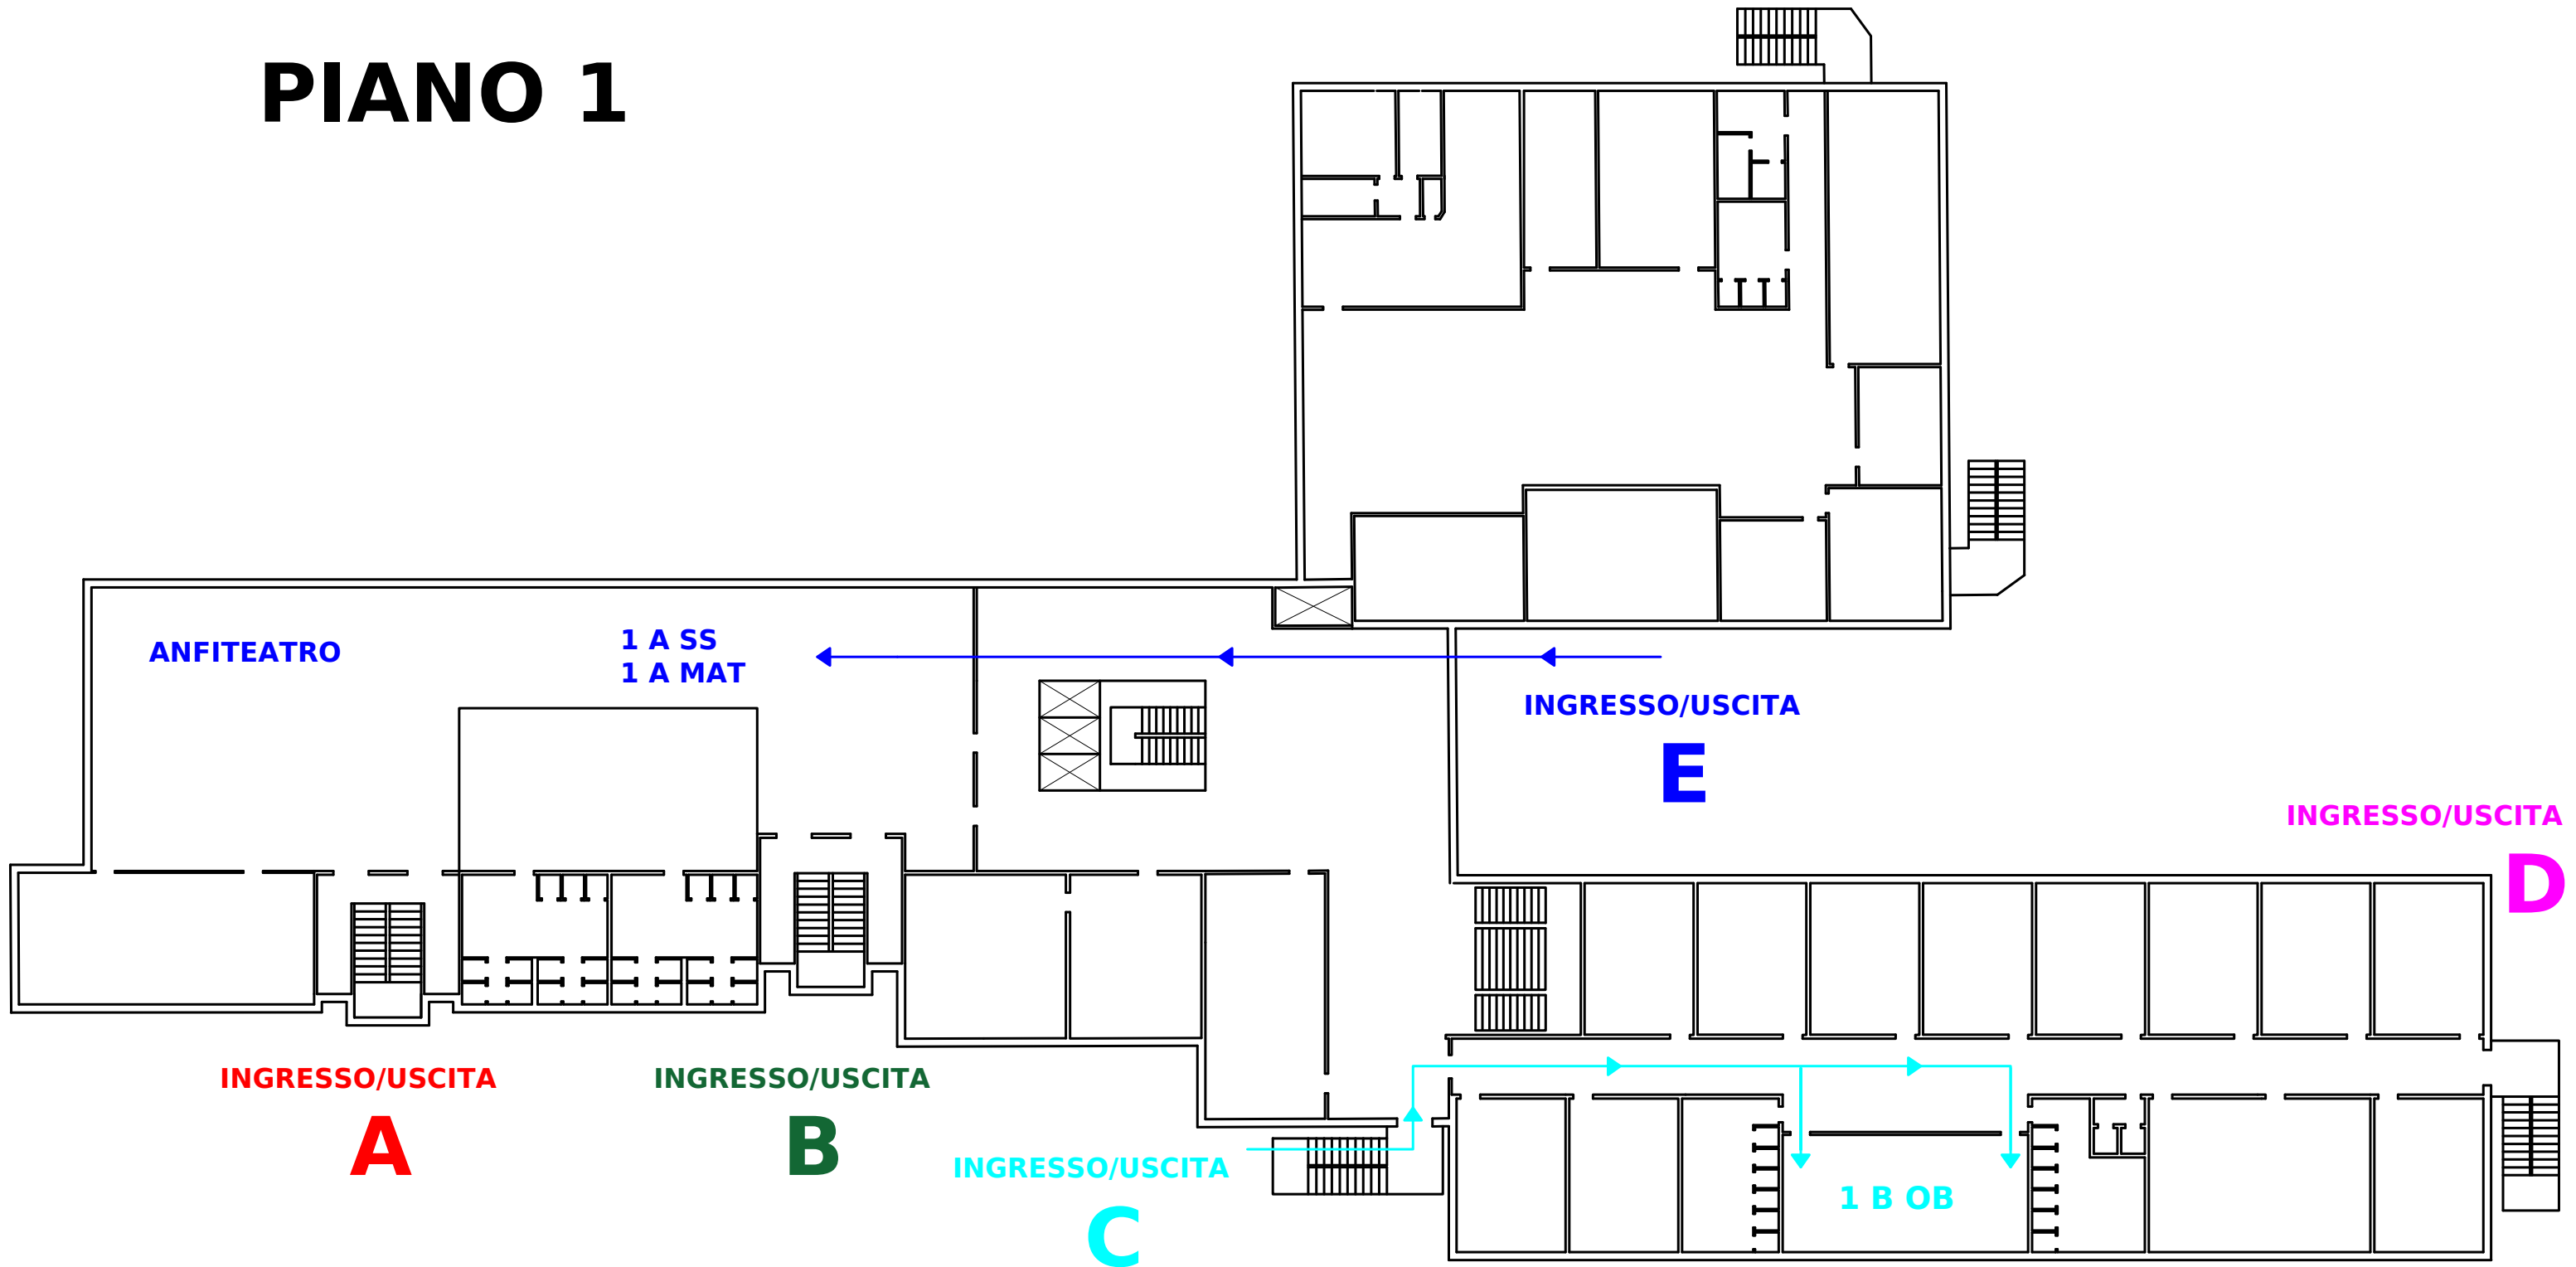 PIANO 1
ANFITEATRO
1 A SS
1 A MAT
INGRESSO/USCITA
E
INGRESSO/USCITA
D
INGRESSO/USCITA
A
INGRESSO/USCITA
B
INGRESSO/USCITA
C
1 B OB